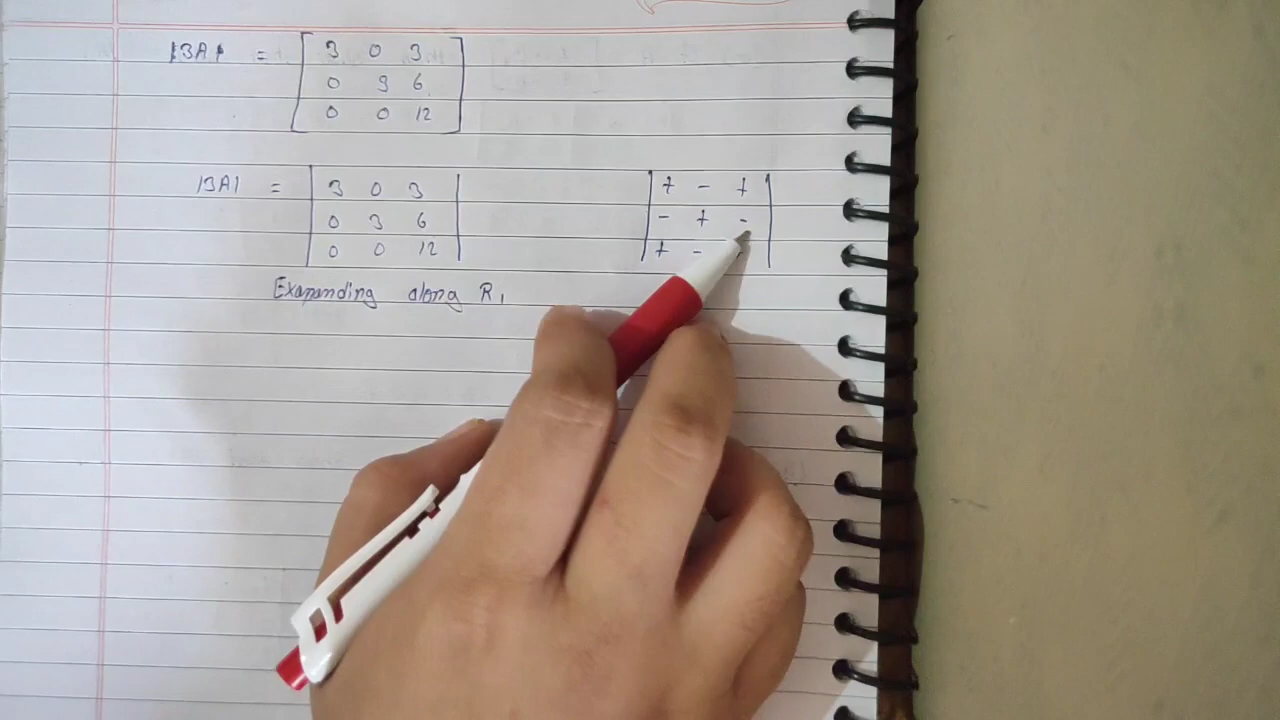 |3A| = [ 3 0 3
0 3 6
0 0 12 ]
|3A| = | 3 0 3 |
| 0 3 6 |
| 0 0 12 |
| + - + |
| - + - |
| + - |
Expanding along R₁